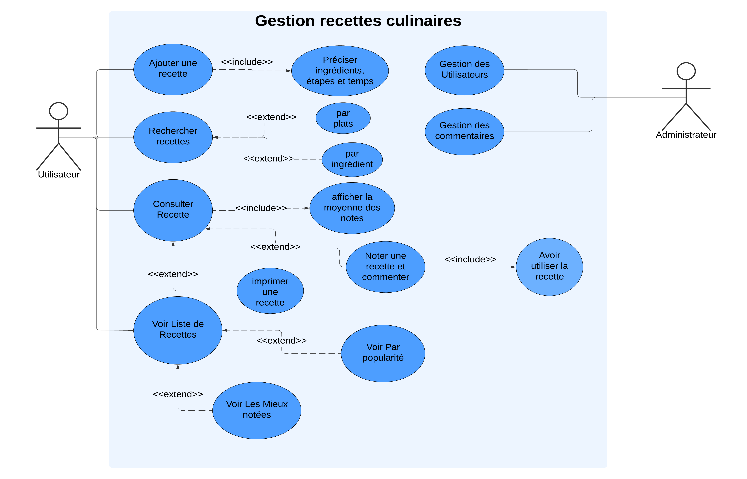 Gestion recettes culinaires
Ajouter une
recette
<<include>>
Préciser
ingrédients,
étapes et temps
Gestion des
Utilisateurs
<<extend>>
par
plats
Rechercher
recettes
Gestion des
commentaires
Administrateur
<<extend>>
par
ingrédient
Utilisateur
Consulter
Recette
<<include>>
afficher la
moyenne des
notes
<<extend>>
Noter une
recette et
commenter
<<include>>
Avoir
utiliser la
recette
<<extend>>
imprimer
une
recette
Voir Liste de
Recettes
<<extend>>
Voir Par
popularité
<<extend>>
Voir Les Mieux
notées